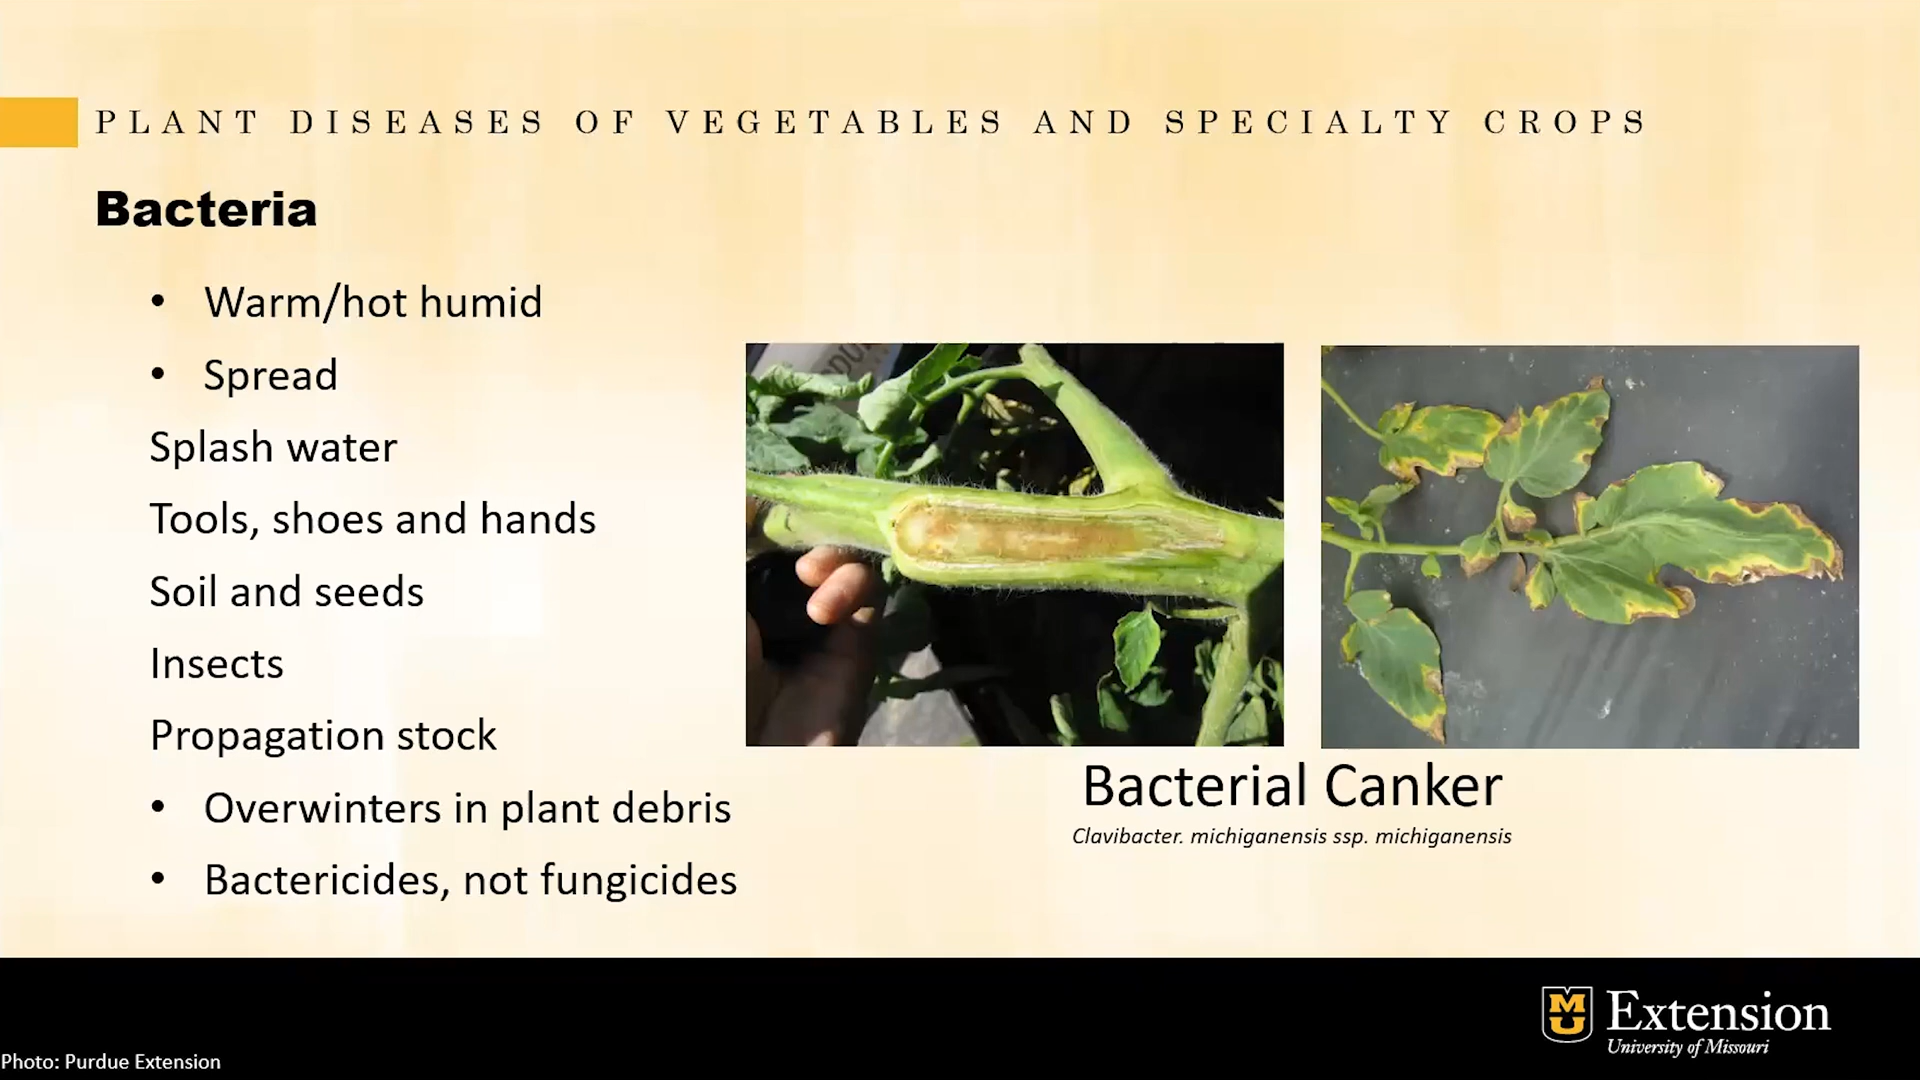 PLANT DISEASES OF VEGETABLES AND SPECIALTY CROPS
Bacteria
• Warm/hot humid
• Spread
Splash water
Tools, shoes and hands
Soil and seeds
Insects
Propagation stock
• Overwinters in plant debris
• Bactericides, not fungicides
Bacterial Canker
Clavibacter. michiganensis ssp. michiganensis
MU Extension
University of Missouri
Photo: Purdue Extension